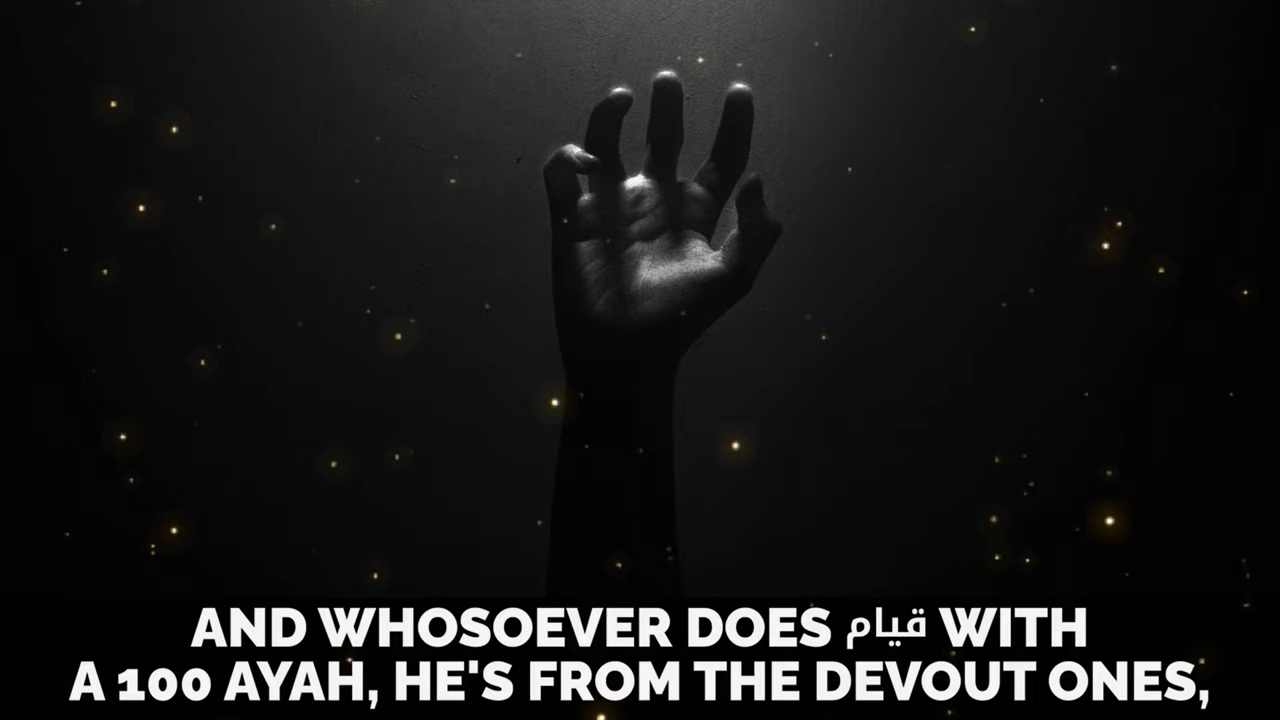 AND WHOSOEVER DOES قيام WITH
A 100 AYAH, HE'S FROM THE DEVOUT ONES,